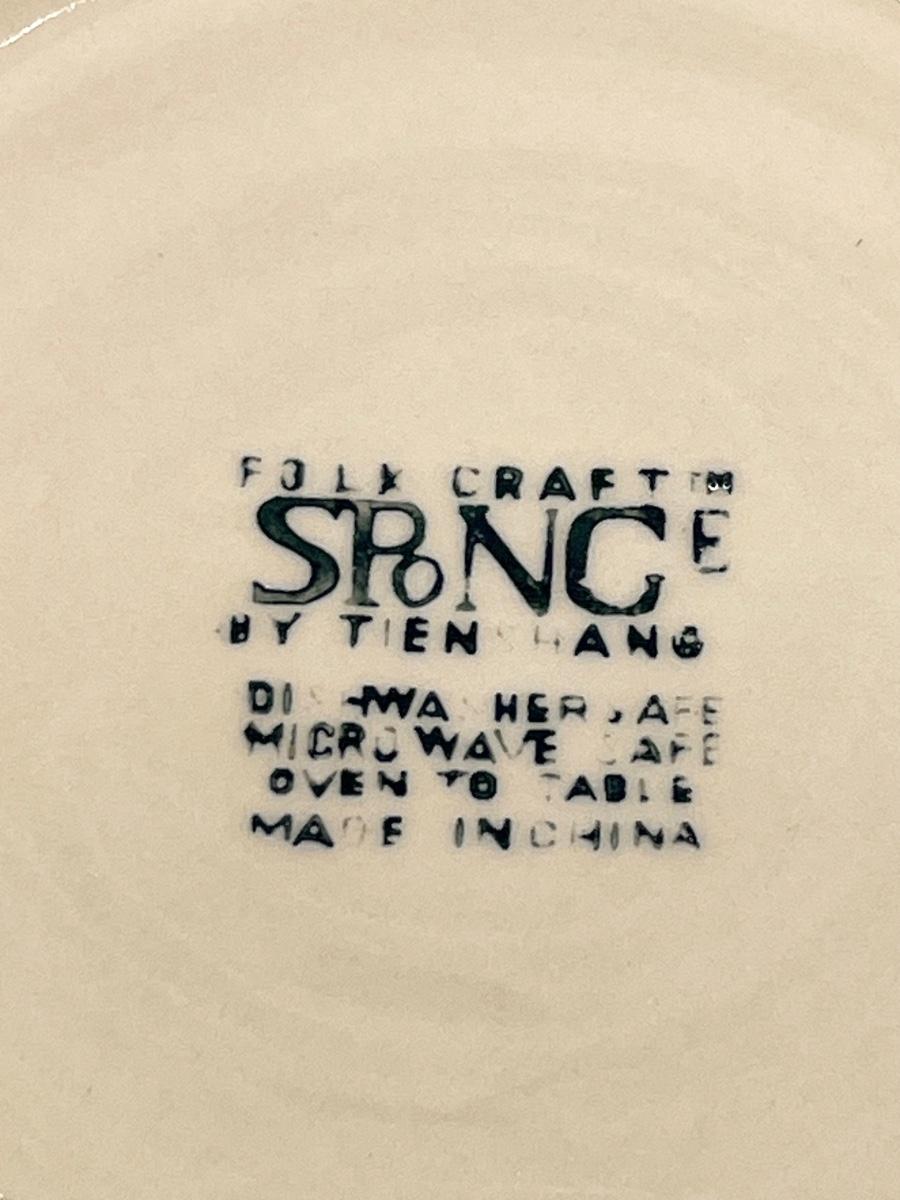 FOLK CRAFT™
SPONGE
BY TIENSHANG
DISHWASHER SAFE
MICROWAVE SAFE
OVEN TO TABLE
MADE IN CHINA